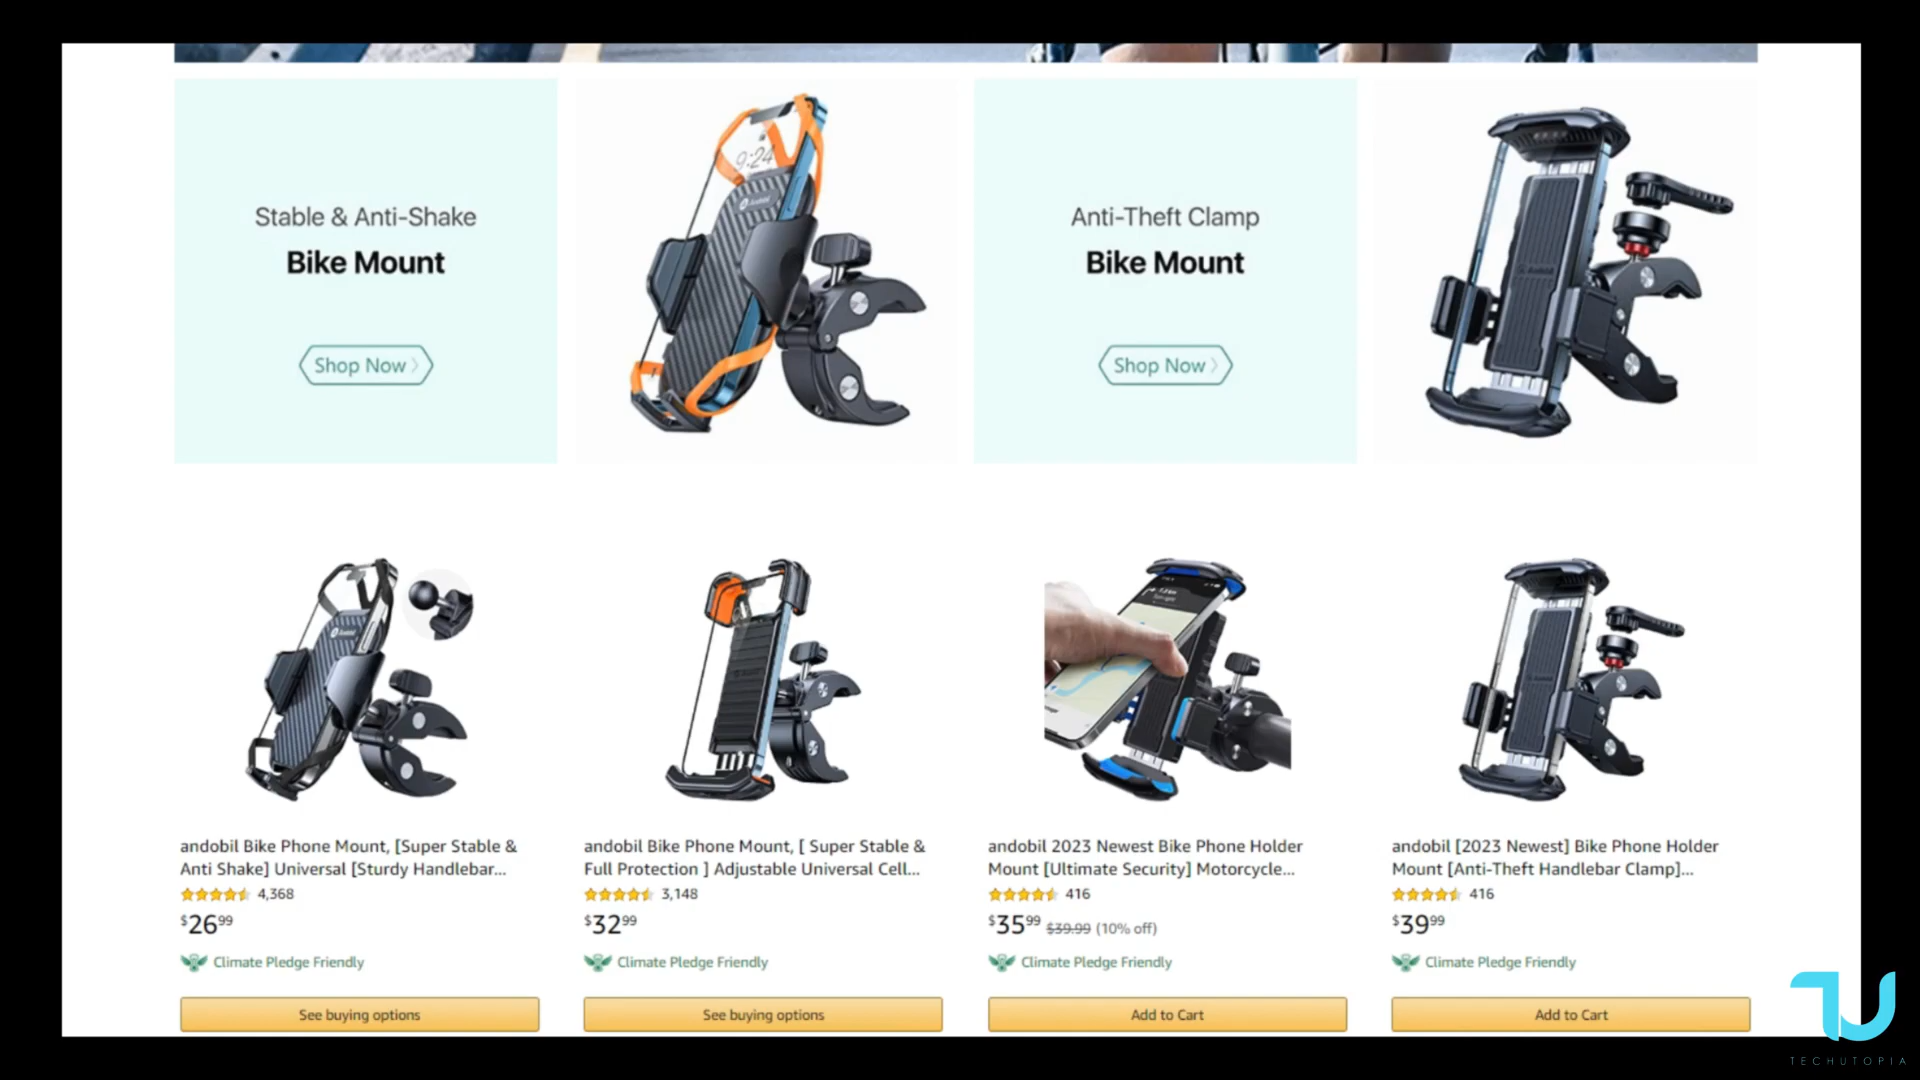 Stable & Anti-Shake
Bike Mount
Shop Now
9:24
Anti-Theft Clamp
Bike Mount
Shop Now
andobil Bike Phone Mount, [Super Stable &
Anti Shake] Universal [Sturdy Handlebar...
4,368
$26 99
Climate Pledge Friendly
See buying options
andobil Bike Phone Mount, [ Super Stable &
Full Protection ] Adjustable Universal Cell...
3,148
$32 99
Climate Pledge Friendly
See buying options
andobil 2023 Newest Bike Phone Holder
Mount [Ultimate Security] Motorcycle...
416
$35 99 $39.99 (10% off)
Climate Pledge Friendly
Add to Cart
andobil [2023 Newest] Bike Phone Holder
Mount [Anti-Theft Handlebar Clamp]...
416
$39 99
Climate Pledge Friendly
Add to Cart
TECHUTOPIA